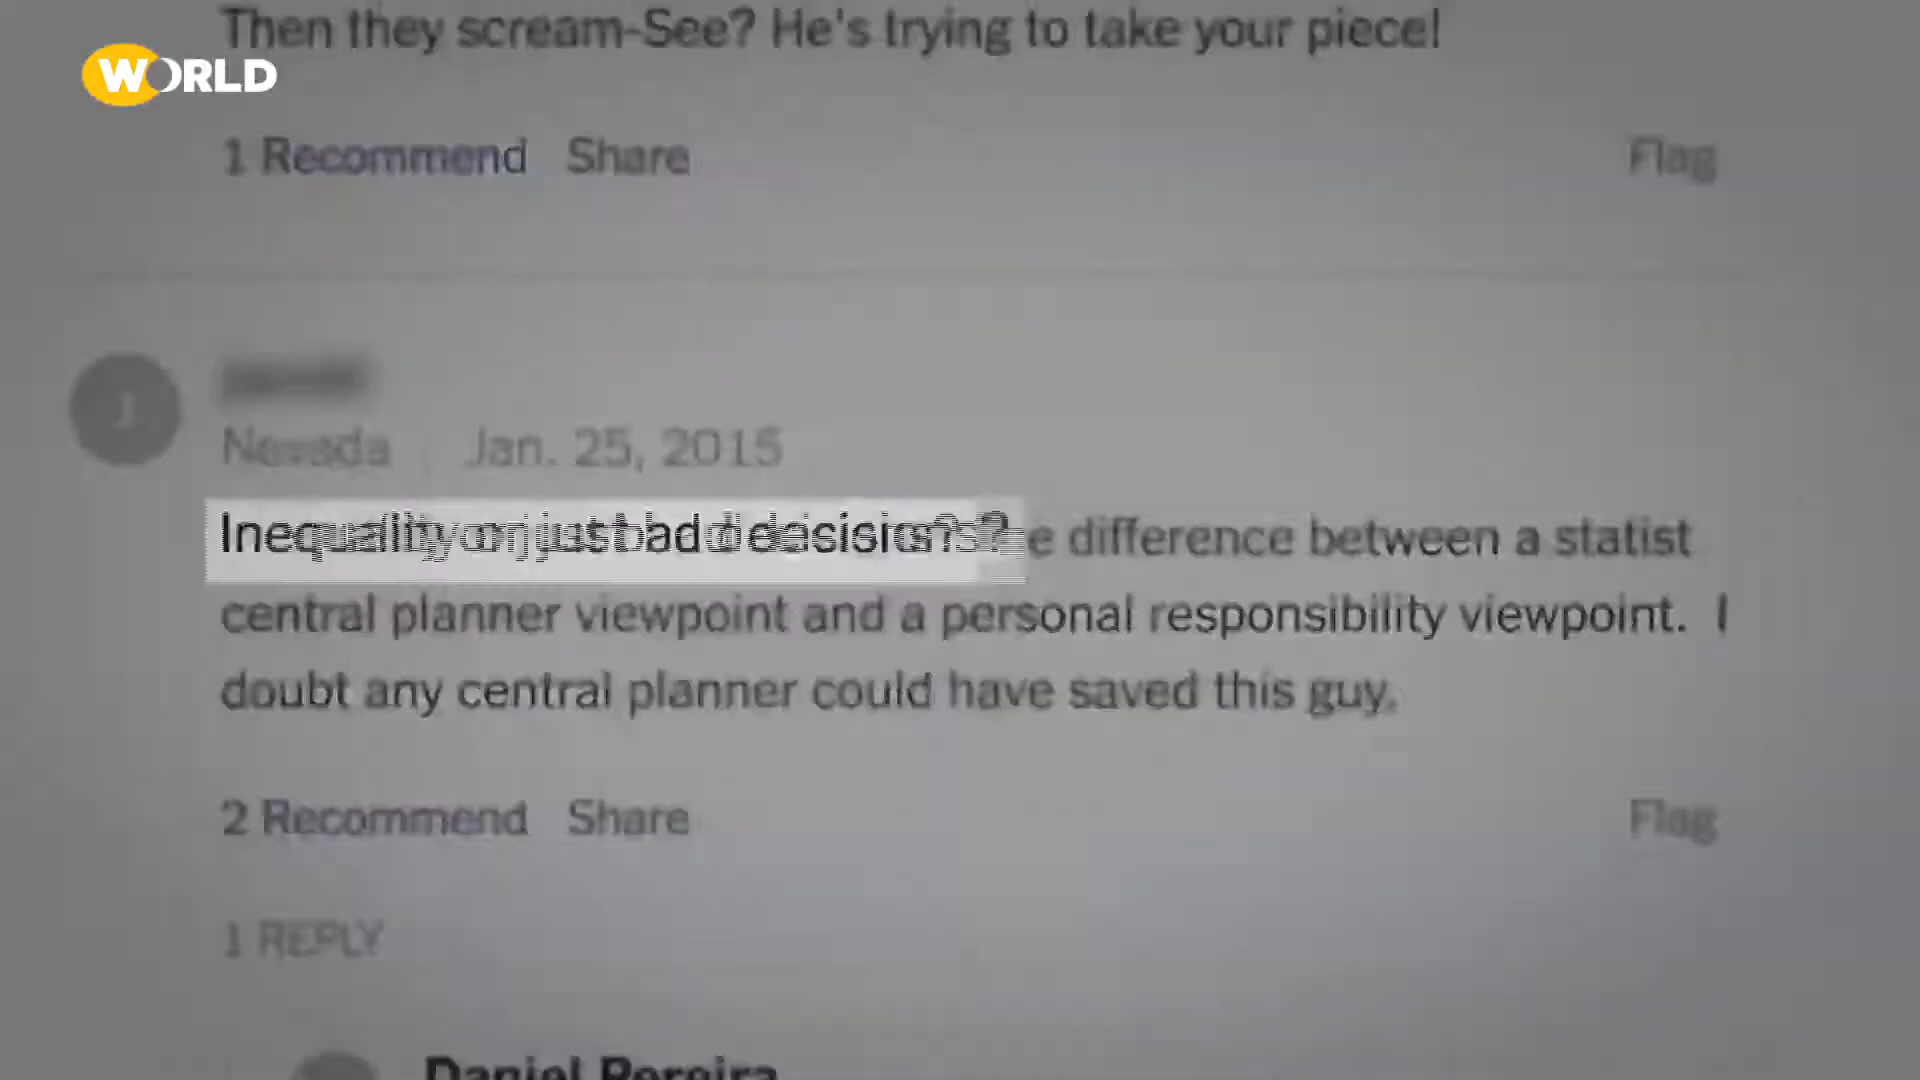 Then they scream-See? He's trying to take your piece!
WORLD
1 Recommend Share Flag
J
Nevada Jan. 25, 2015
Inequality or just bad decisions? difference between a statist
central planner viewpoint and a personal responsibility viewpoint. I
doubt any central planner could have saved this guy.
2 Recommend Share Flag
1 REPLY
Daniel Pereira